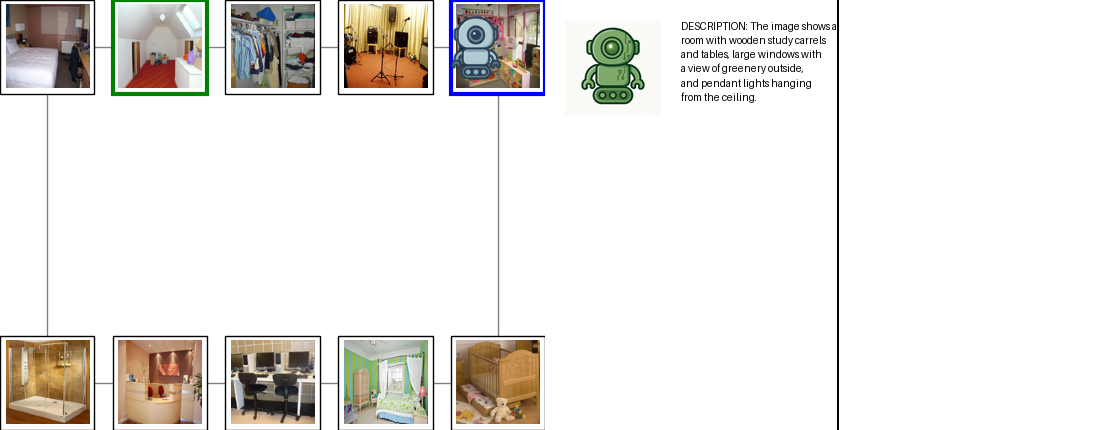 DESCRIPTION: The image shows a
room with wooden study carrels
and tables, large windows with
a view of greenery outside,
and pendant lights hanging
from the ceiling.